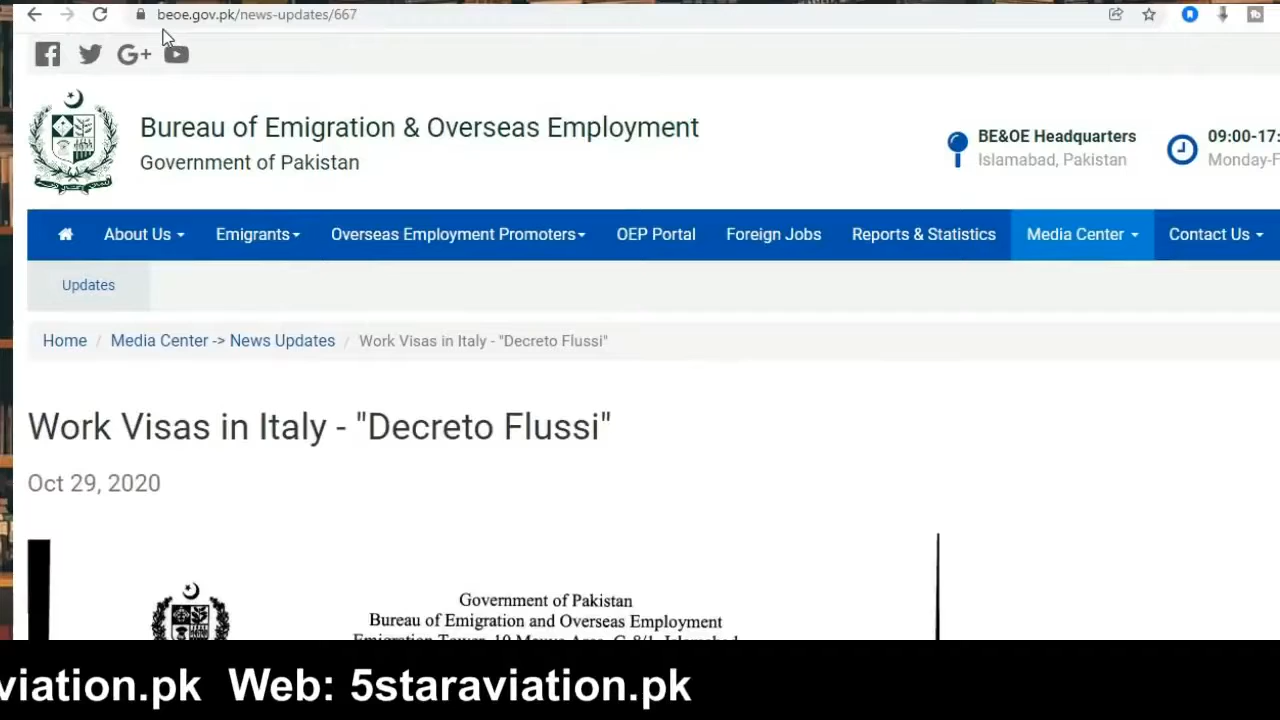 beoe.gov.pk/news-updates/667
G+
Bureau of Emigration & Overseas Employment
Government of Pakistan
BE&OE Headquarters
Islamabad, Pakistan
09:00-17:
Monday-F
About Us
Emigrants
Overseas Employment Promoters
OEP Portal
Foreign Jobs
Reports & Statistics
Media Center
Contact Us
Updates
Home / Media Center -> News Updates / Work Visas in Italy - "Decreto Flussi"
Work Visas in Italy - "Decreto Flussi"
Oct 29, 2020
Government of Pakistan
Bureau of Emigration and Overseas Employment
viation.pk Web: 5staraviation.pk